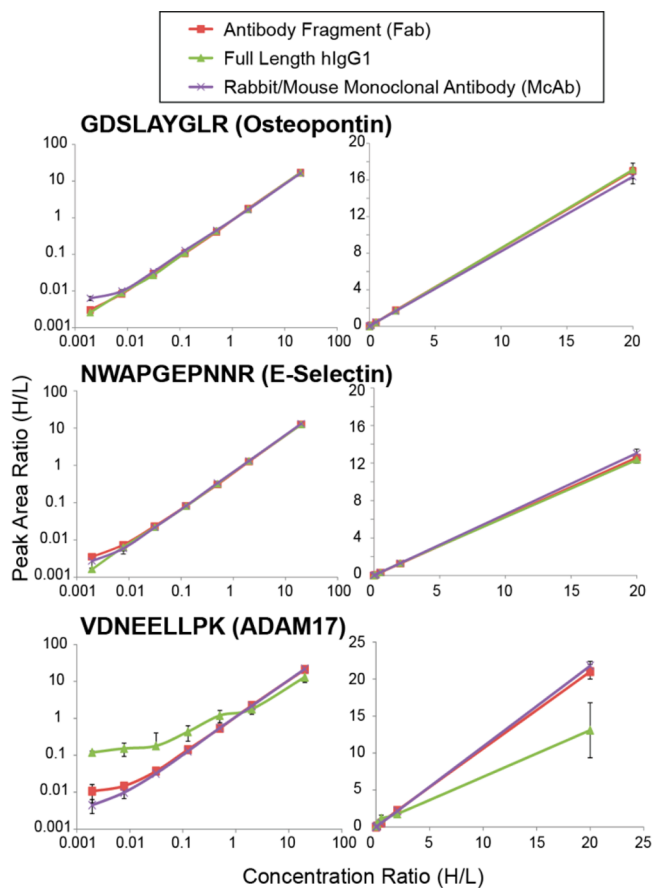 Antibody Fragment (Fab)
Full Length hIgG1
Rabbit/Mouse Monoclonal Antibody (McAb)
GDSLAYGLR (Osteopontin)
100
10
1
0.1
0.01
0.001
0.001 0.01 0.1 1 10 100
16
12
8
4
0
0 5 10 15 20
NWAPGEPNNR (E-Selectin)
100
10
1
0.1
0.01
0.001
0.001 0.01 0.1 1 10 100
20
16
12
8
4
0
0 5 10 15 20
Peak Area Ratio (H/L)
VDNEELLPK (ADAM17)
100
10
1
0.1
0.01
0.001
0.001 0.01 0.1 1 10 100
25
20
15
10
5
0
0 5 10 15 20 25
Concentration Ratio (H/L)